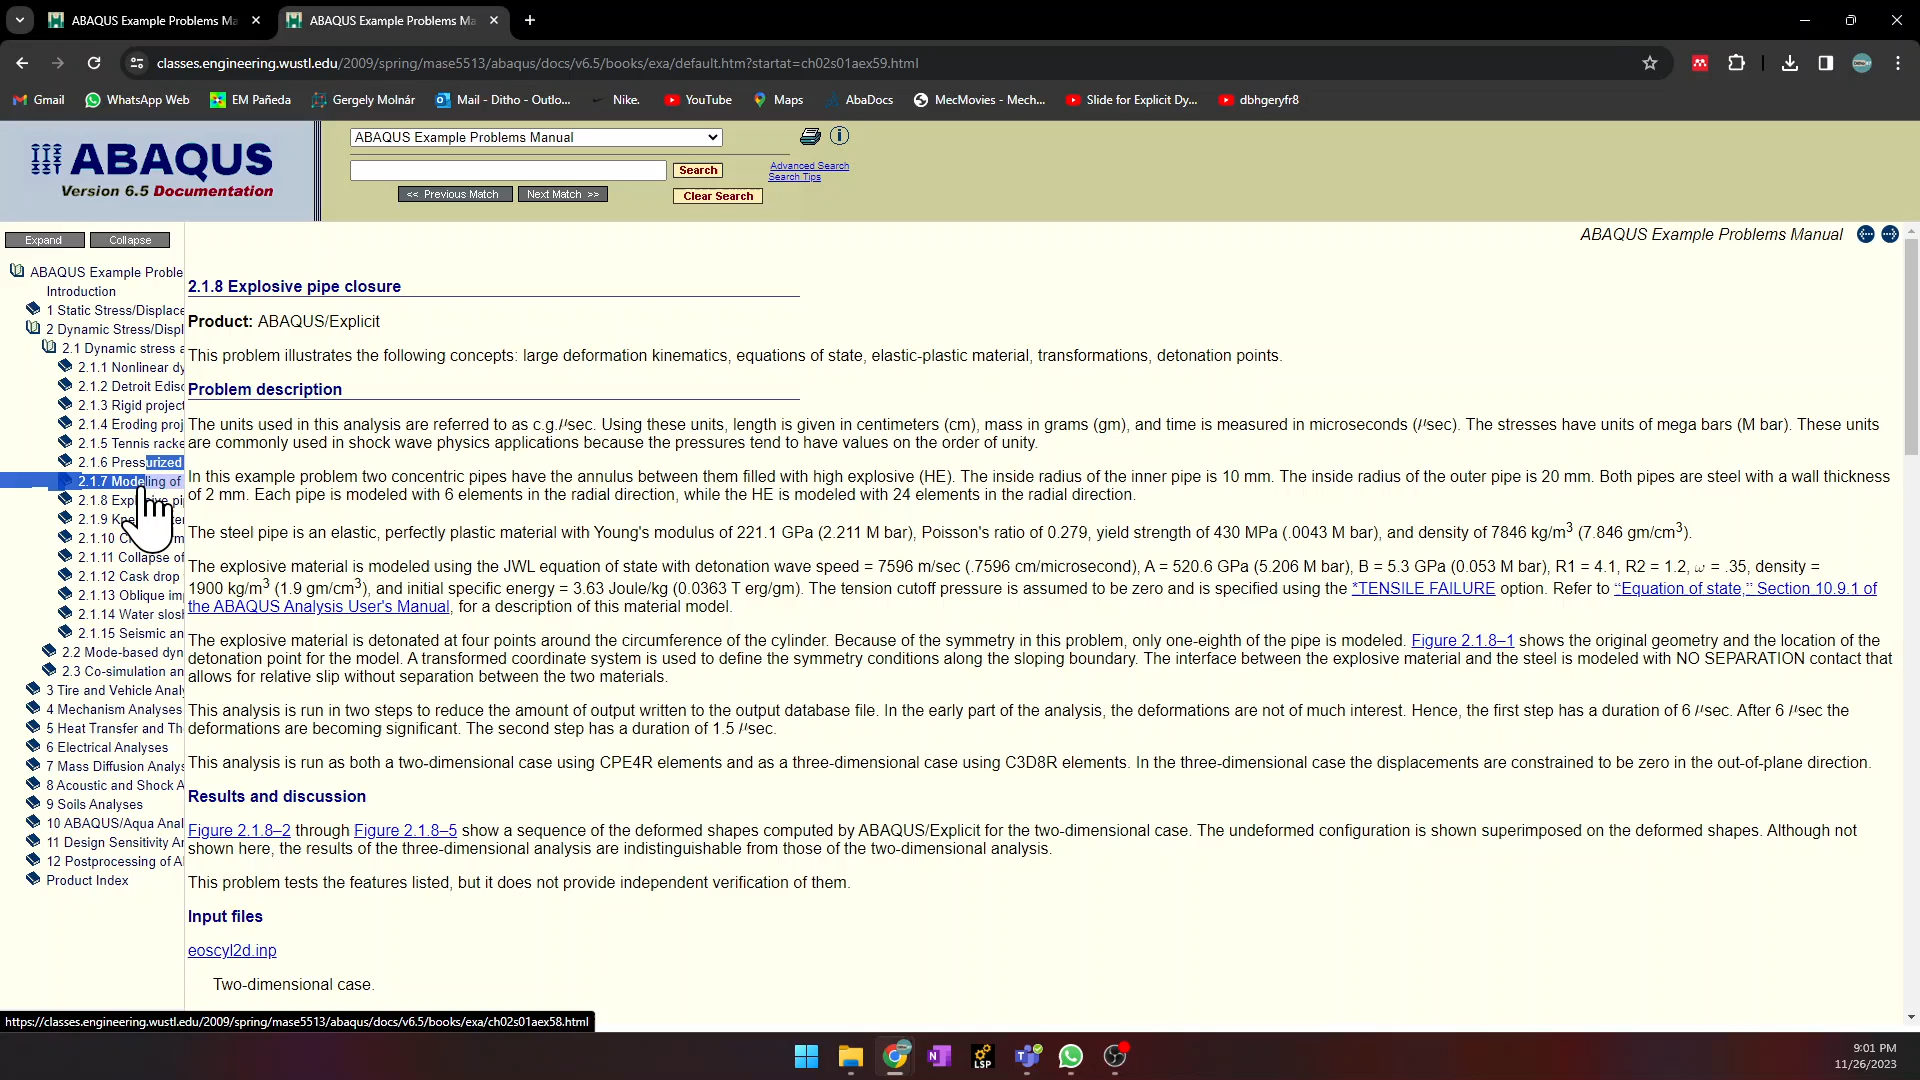 ABAQUS Example Problems Ma
ABAQUS Example Problems Ma
classes.engineering.wustl.edu/2009/spring/mase5513/abaqus/docs/v6.5/books/exa/default.htm?startat=ch02s01aex59.html
Gmail
WhatsApp Web
EM Pañeda
Gergely Molnár
Mail - Ditho - Outlo...
Nike.
YouTube
Maps
AbaDocs
MecMovies - Mech...
Slide for Explicit Dy...
dbhgeryfr8
ABAQUS
Version 6.5 Documentation
ABAQUS Example Problems Manual
Search
Advanced Search
Search Tips
<< Previous Match
Next Match >>
Clear Search
Expand
Collapse
ABAQUS Example Proble
Introduction
1 Static Stress/Displace
2 Dynamic Stress/Displ
2.1 Dynamic stress a
2.1.1 Nonlinear dy
2.1.2 Detroit Edis
2.1.3 Rigid project
2.1.4 Eroding proj
2.1.5 Tennis racke
2.1.6 Pressurized
2.1.7 Modeling of
2.1.8 Explosive pi
2.1.9
2.1.10
2.1.11 Collapse of
2.1.12 Cask drop
2.1.13 Oblique im
2.1.14 Water slosh
2.1.15 Seismic an
2.2 Mode-based dyn
2.3 Co-simulation an
3 Tire and Vehicle Analy
4 Mechanism Analyses
5 Heat Transfer and Th
6 Electrical Analyses
7 Mass Diffusion Analys
8 Acoustic and Shock A
9 Soils Analyses
10 ABAQUS/Aqua Anal
11 Design Sensitivity An
12 Postprocessing of A
Product Index
ABAQUS Example Problems Manual
2.1.8 Explosive pipe closure
Product: ABAQUS/Explicit
This problem illustrates the following concepts: large deformation kinematics, equations of state, elastic-plastic material, transformations, detonation points.
Problem description
The units used in this analysis are referred to as c.g.μsec. Using these units, length is given in centimeters (cm), mass in grams (gm), and time is measured in microseconds (μsec). The stresses have units of mega bars (M bar). These units
are commonly used in shock wave physics applications because the pressures tend to have values on the order of unity.
In this example problem two concentric pipes have the annulus between them filled with high explosive (HE). The inside radius of the inner pipe is 10 mm. The inside radius of the outer pipe is 20 mm. Both pipes are steel with a wall thickness
of 2 mm. Each pipe is modeled with 6 elements in the radial direction, while the HE is modeled with 24 elements in the radial direction.
The steel pipe is an elastic, perfectly plastic material with Young's modulus of 221.1 GPa (2.211 M bar), Poisson's ratio of 0.279, yield strength of 430 MPa (.0043 M bar), and density of 7846 kg/m³ (7.846 gm/cm³).
The explosive material is modeled using the JWL equation of state with detonation wave speed = 7596 m/sec (.7596 cm/microsecond), A = 520.6 GPa (5.206 M bar), B = 5.3 GPa (0.053 M bar), R1 = 4.1, R2 = 1.2, ω = .35, density =
1900 kg/m³ (1.9 gm/cm³), and initial specific energy = 3.63 Joule/kg (0.0363 T erg/gm). The tension cutoff pressure is assumed to be zero and is specified using the *TENSILE FAILURE option. Refer to “Equation of state,” Section 10.9.1 of
the ABAQUS Analysis User's Manual, for a description of this material model.
The explosive material is detonated at four points around the circumference of the cylinder. Because of the symmetry in this problem, only one-eighth of the pipe is modeled. Figure 2.1.8–1 shows the original geometry and the location of the
detonation point for the model. A transformed coordinate system is used to define the symmetry conditions along the sloping boundary. The interface between the explosive material and the steel is modeled with NO SEPARATION contact that
allows for relative slip without separation between the two materials.
This analysis is run in two steps to reduce the amount of output written to the output database file. In the early part of the analysis, the deformations are not of much interest. Hence, the first step has a duration of 6 μsec. After 6 μsec the
deformations are becoming significant. The second step has a duration of 1.5 μsec.
This analysis is run as both a two-dimensional case using CPE4R elements and as a three-dimensional case using C3D8R elements. In the three-dimensional case the displacements are constrained to be zero in the out-of-plane direction.
Results and discussion
Figure 2.1.8–2 through Figure 2.1.8–5 show a sequence of the deformed shapes computed by ABAQUS/Explicit for the two-dimensional case. The undeformed configuration is shown superimposed on the deformed shapes. Although not
shown here, the results of the three-dimensional analysis are indistinguishable from those of the two-dimensional analysis.
This problem tests the features listed, but it does not provide independent verification of them.
Input files
eoscyl2d.inp
Two-dimensional case.
https://classes.engineering.wustl.edu/2009/spring/mase5513/abaqus/docs/v6.5/books/exa/ch02s01aex58.html
LSP
9:01 PM
11/26/2023